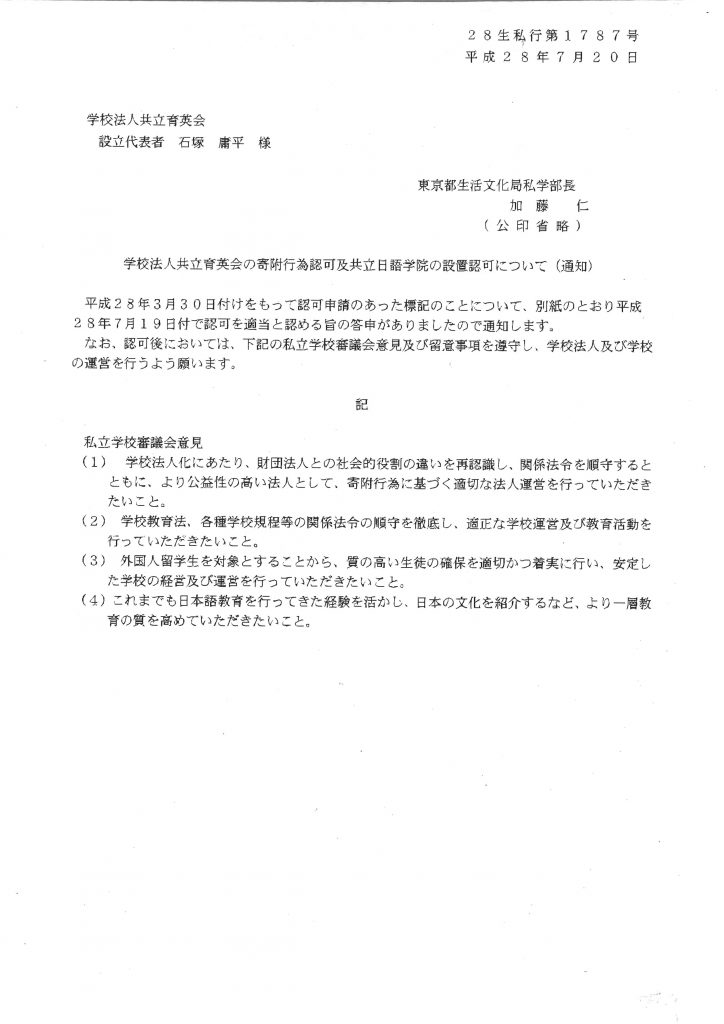 ２８生私行第１７８７号
平成２８年７月２０日
学校法人共立育英会
設立代表者　石塚　庸平　様
東京都生活文化局私学部長
加　藤　　仁
（公印省略）
学校法人共立育英会の寄附行為認可及共立日語学院の設置認可について（通知）
平成２８年３月３０日付けをもって認可申請のあった標記のことについて、別紙のとおり平成
２８年７月１９日付で認可を適当と認める旨の答申がありましたので通知します。
なお、認可後においては、下記の私立学校審議会意見及び留意事項を遵守し、学校法人及び学校
の運営を行うよう願います。
記
私立学校審議会意見
（１）　学校法人化にあたり、財団法人との社会的役割の違いを再認識し、関係法令を順守すると
ともに、より公益性の高い法人として、寄附行為に基づく適切な法人運営を行っていただき
たいこと。
（２）　学校教育法、各種学校規程等の関係法令の順守を徹底し、適正な学校運営及び教育活動を
行っていただきたいこと。
（３）　外国人留学生を対象とすることから、質の高い生徒の確保を適切かつ着実に行い、安定し
た学校の経営及び運営を行っていただきたいこと。
（４）これまでも日本語教育を行ってきた経験を活かし、日本の文化を紹介するなど、より一層教
育の質を高めていただきたいこと。